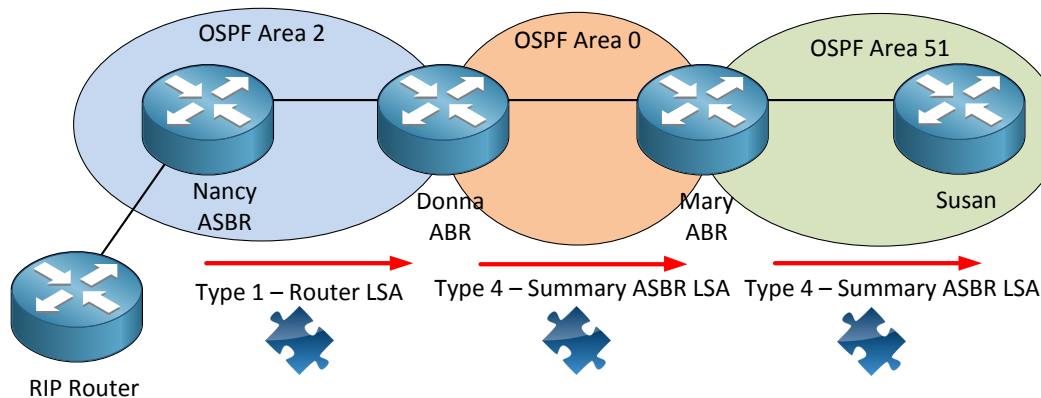 OSPF Area 2
OSPF Area 0
OSPF Area 51
Nancy
ASBR
Donna
ABR
Mary
ABR
Susan
Type 1 – Router LSA
Type 4 – Summary ASBR LSA
Type 4 – Summary ASBR LSA
RIP Router